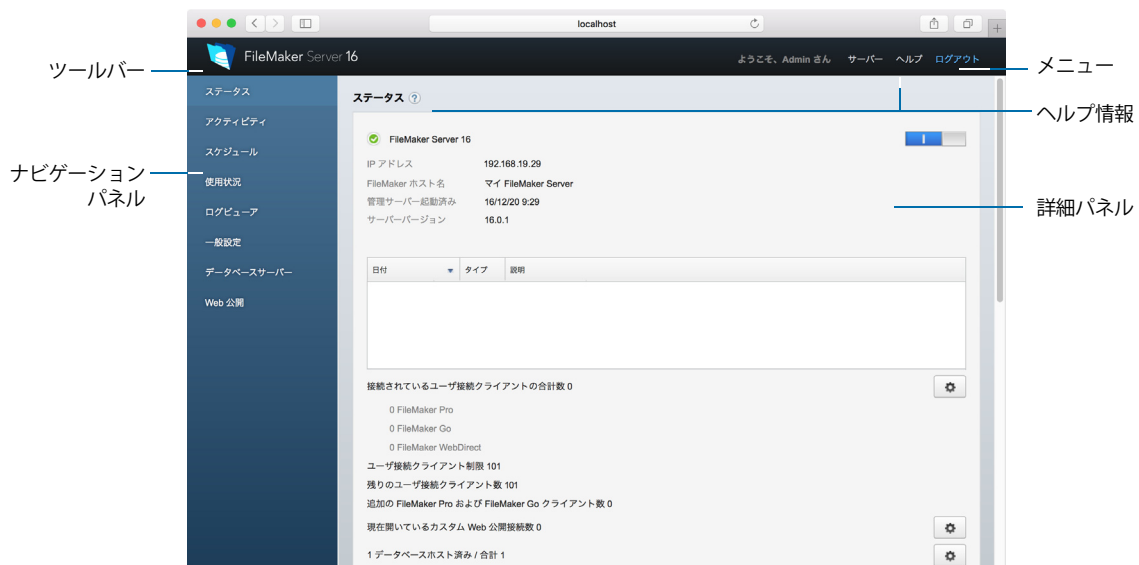 localhost
FileMaker Server 16
ようこそ、Admin さん サーバー ヘルプ ログアウト
ツールバー
メニュー
ステータス
アクティビティ
スケジュール
使用状況
ログビューア
一般設定
データベースサーバー
Web 公開
ナビゲーション
パネル
ステータス ?
ヘルプ情報
FileMaker Server 16
IP アドレス 192.168.19.29
FileMaker ホスト名 マイ FileMaker Server
管理サーバー起動済み 16/12/20 9:29
サーバーバージョン 16.0.1
詳細パネル
日付 タイプ 説明
接続されているユーザ接続クライアントの合計数 0
0 FileMaker Pro
0 FileMaker Go
0 FileMaker WebDirect
ユーザ接続クライアント制限 101
残りのユーザ接続クライアント数 101
追加の FileMaker Pro および FileMaker Go クライアント数 0
現在開いているカスタム Web 公開接続数 0
1 データベースホスト済み / 合計 1